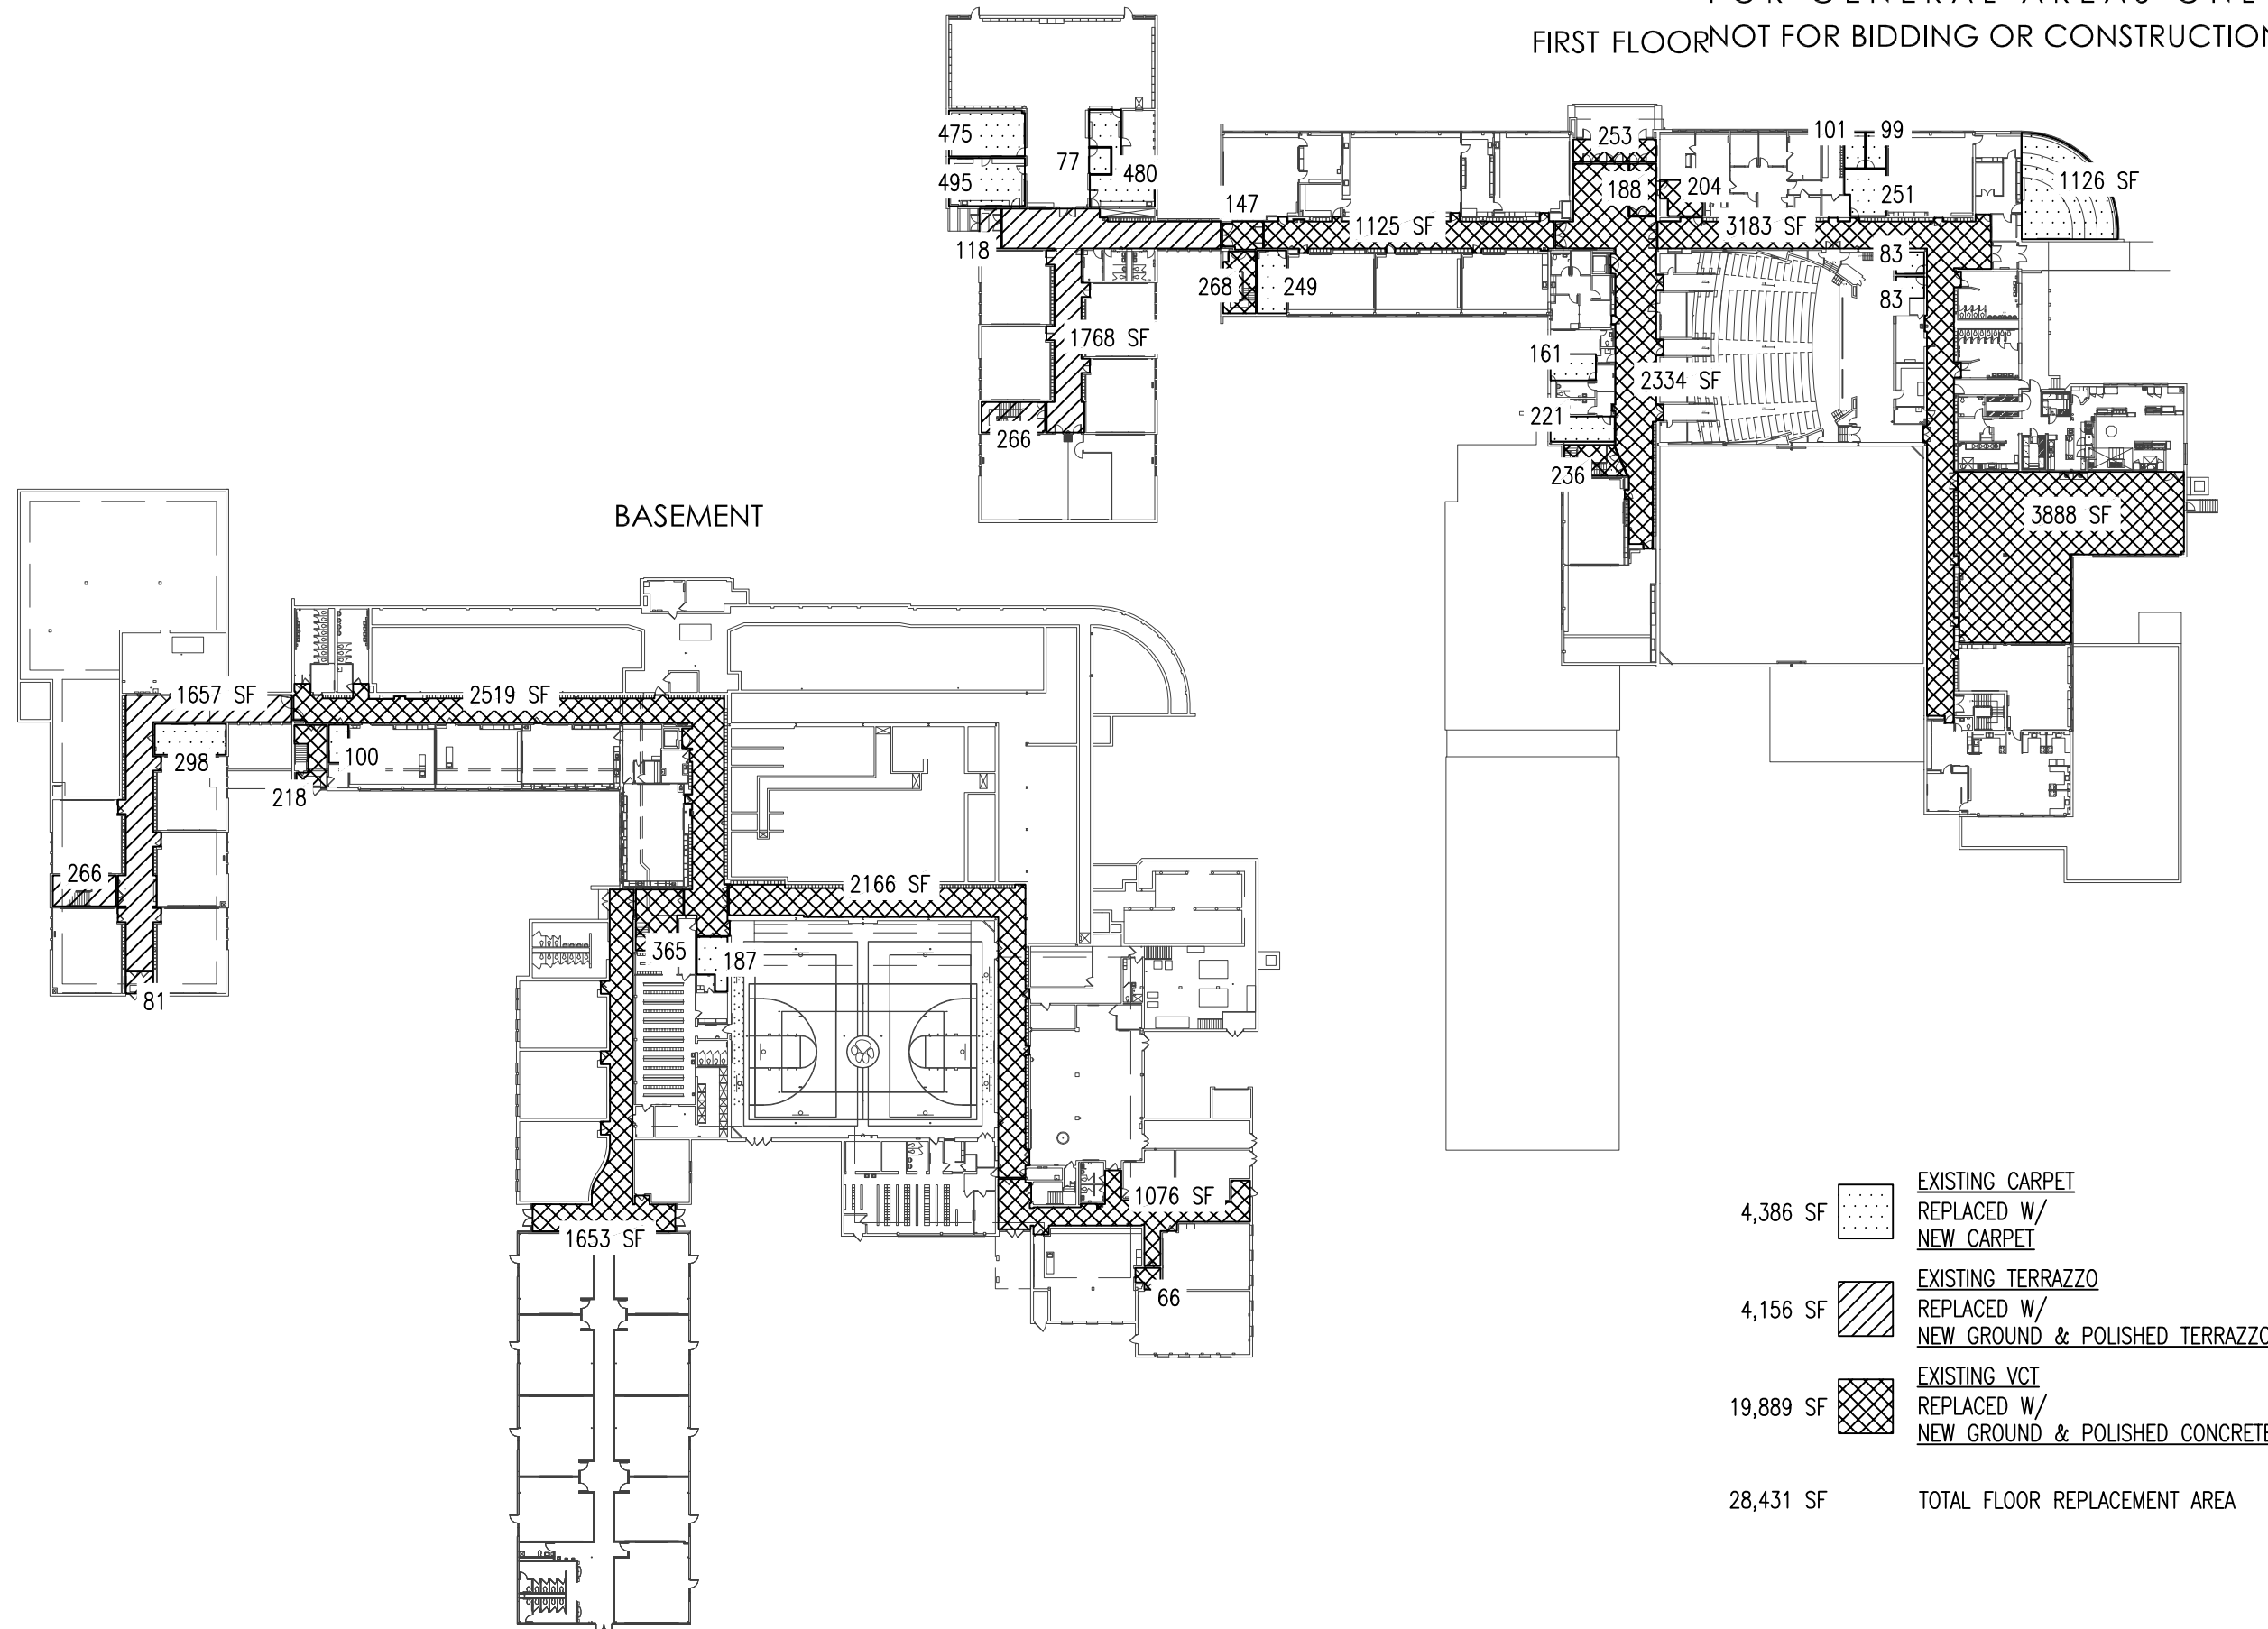 NOT FOR BIDDING OR CONSTRUCTION
FIRST FLOOR
253
101
99
475
77
480
1126 SF
495
188
204
251
147
1125 SF
3183 SF
118
83
268
249
83
1768 SF
161
2334 SF
221
266
236
3888 SF
BASEMENT
1657 SF
2519 SF
100
298
218
266
2166 SF
365
187
81
1076 SF
1653 SF
66
4,386 SF
EXISTING CARPET
REPLACED W/
NEW CARPET
4,156 SF
EXISTING TERRAZZO
REPLACED W/
NEW GROUND & POLISHED TERRAZZO
19,889 SF
EXISTING VCT
REPLACED W/
NEW GROUND & POLISHED CONCRETE
28,431 SF
TOTAL FLOOR REPLACEMENT AREA